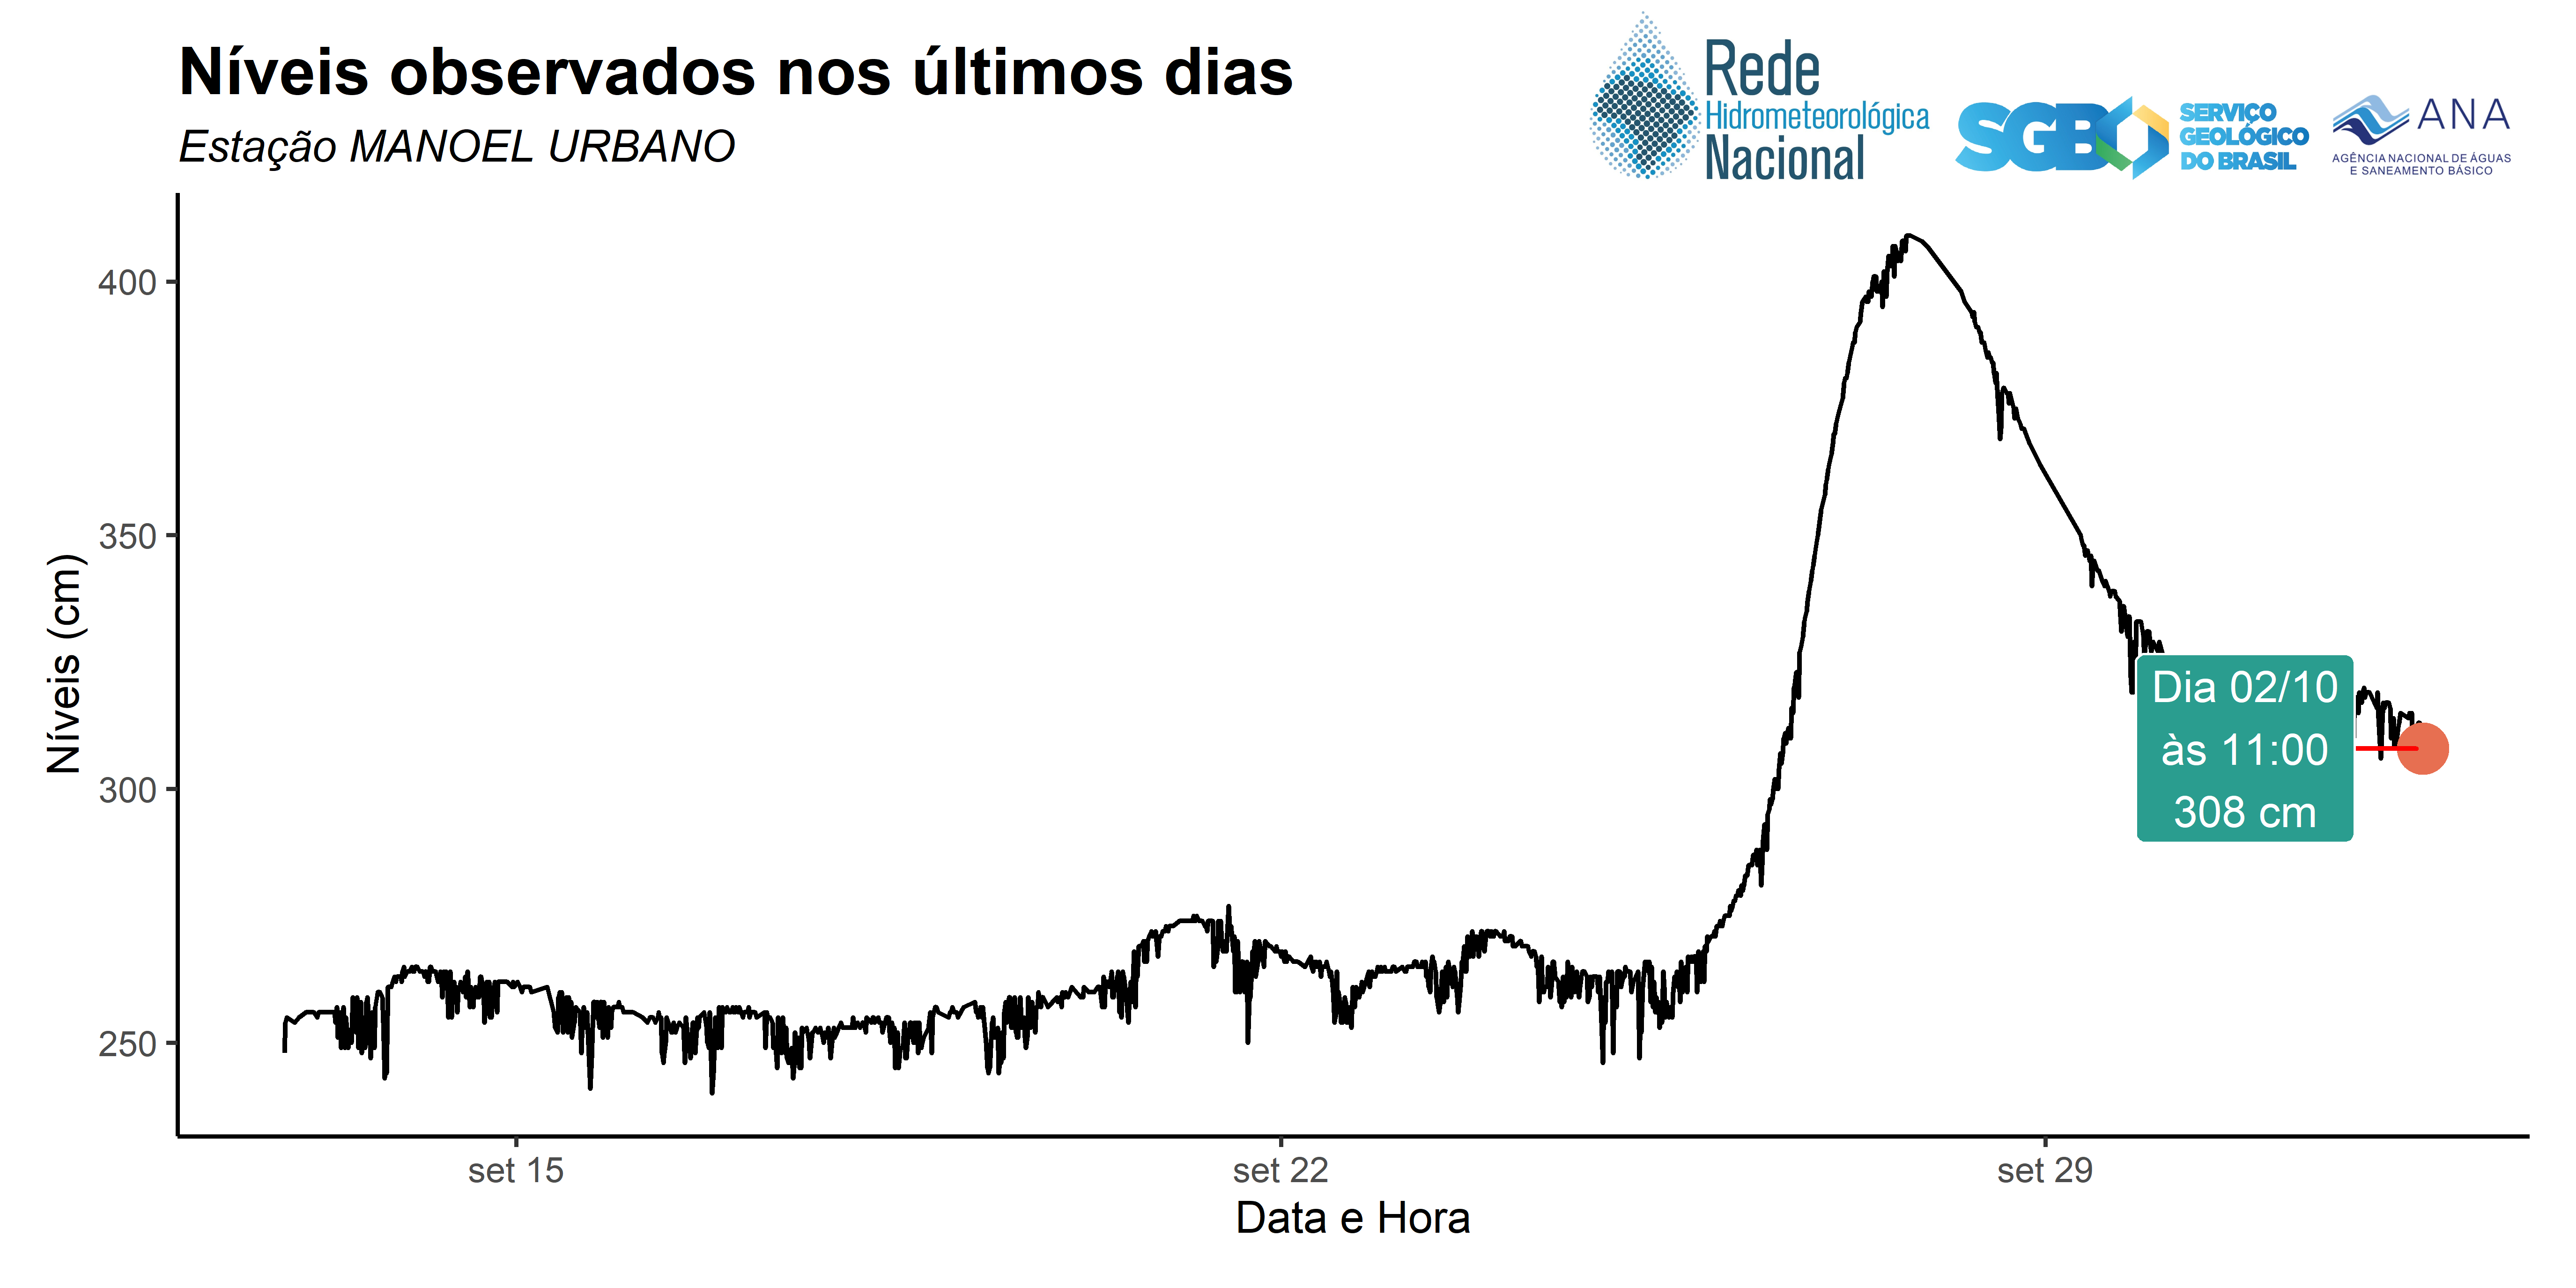 Níveis observados nos últimos dias
Estação MANOEL URBANO
Rede
Hidrometeorológica
Nacional
SGB
SERVIÇO
GEOLÓGICO
DO BRASIL
ANA
AGÊNCIA NACIONAL DE ÁGUAS
E SANEAMENTO BÁSICO
Níveis (cm)
400
350
300
250
Dia 02/10
às 11:00
308 cm
set 15
set 22
set 29
Data e Hora